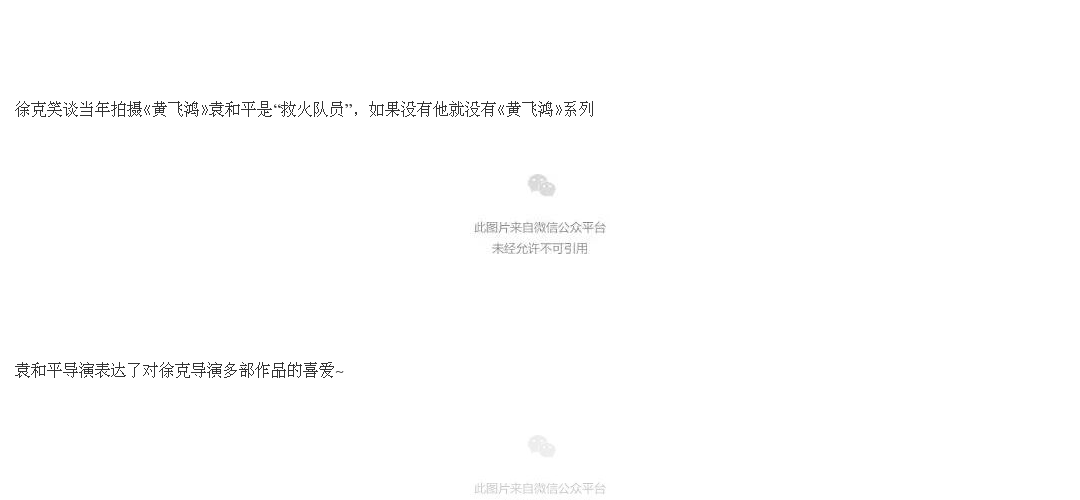 徐克笑谈当年拍摄《黄飞鸿》袁和平是“救火队员”，如果没有他就没有《黄飞鸿》系列
此图片来自微信公众平台
未经允许不可引用
袁和平导演表达了对徐克导演多部作品的喜爱~
此图片来自微信公众平台